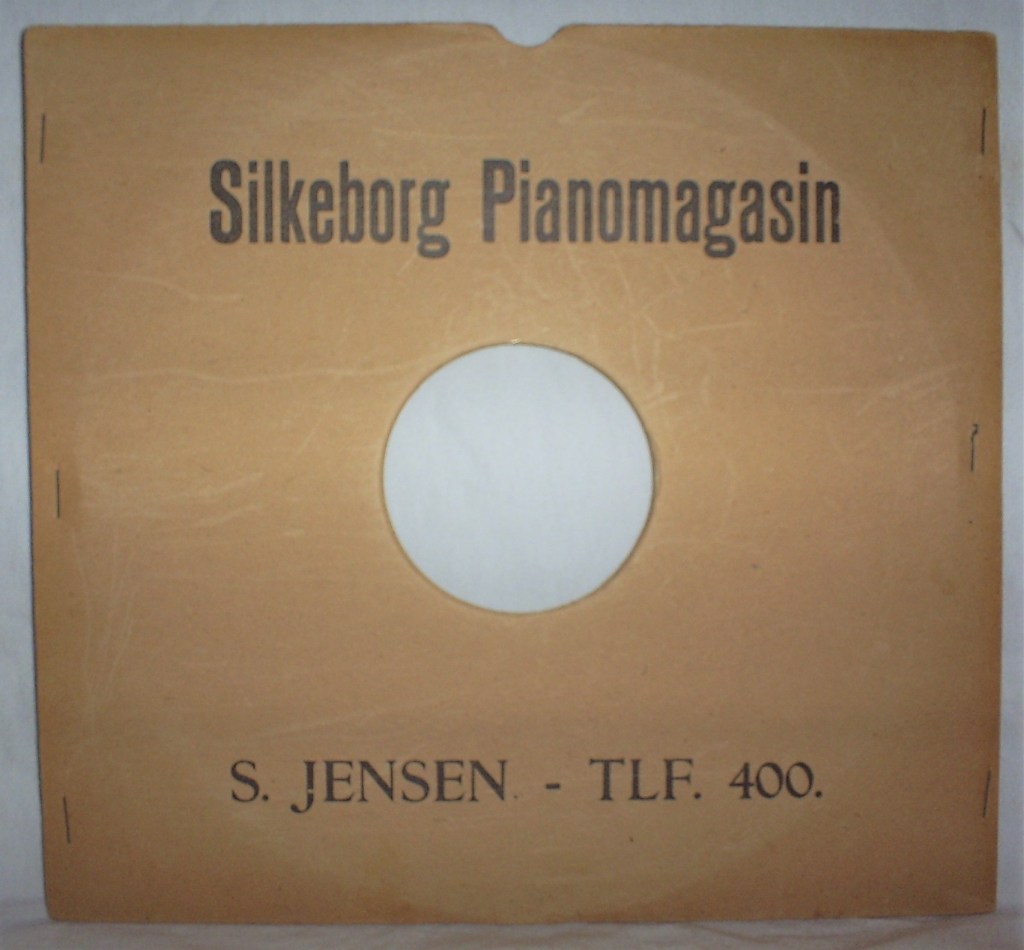 Silkeborg Pianomagasin
S. JENSEN. - TLF. 400.